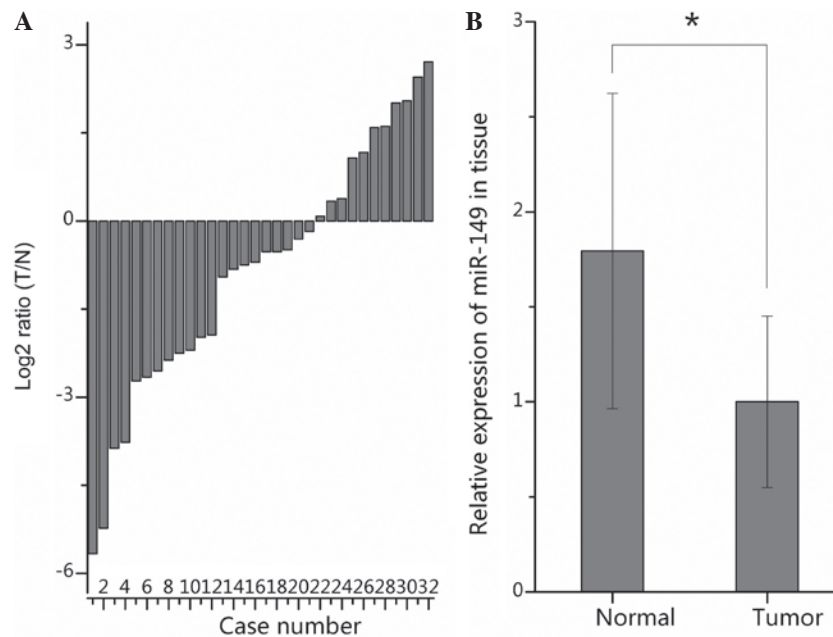 A
3
0
-3
-6
Log2 ratio (T/N)
2 4 6 8 10 12 14 16 18 20 22 24 26 28 30 32
Case number
B
3
2
1
0
Relative expression of miR-149 in tissue
*
Normal Tumor